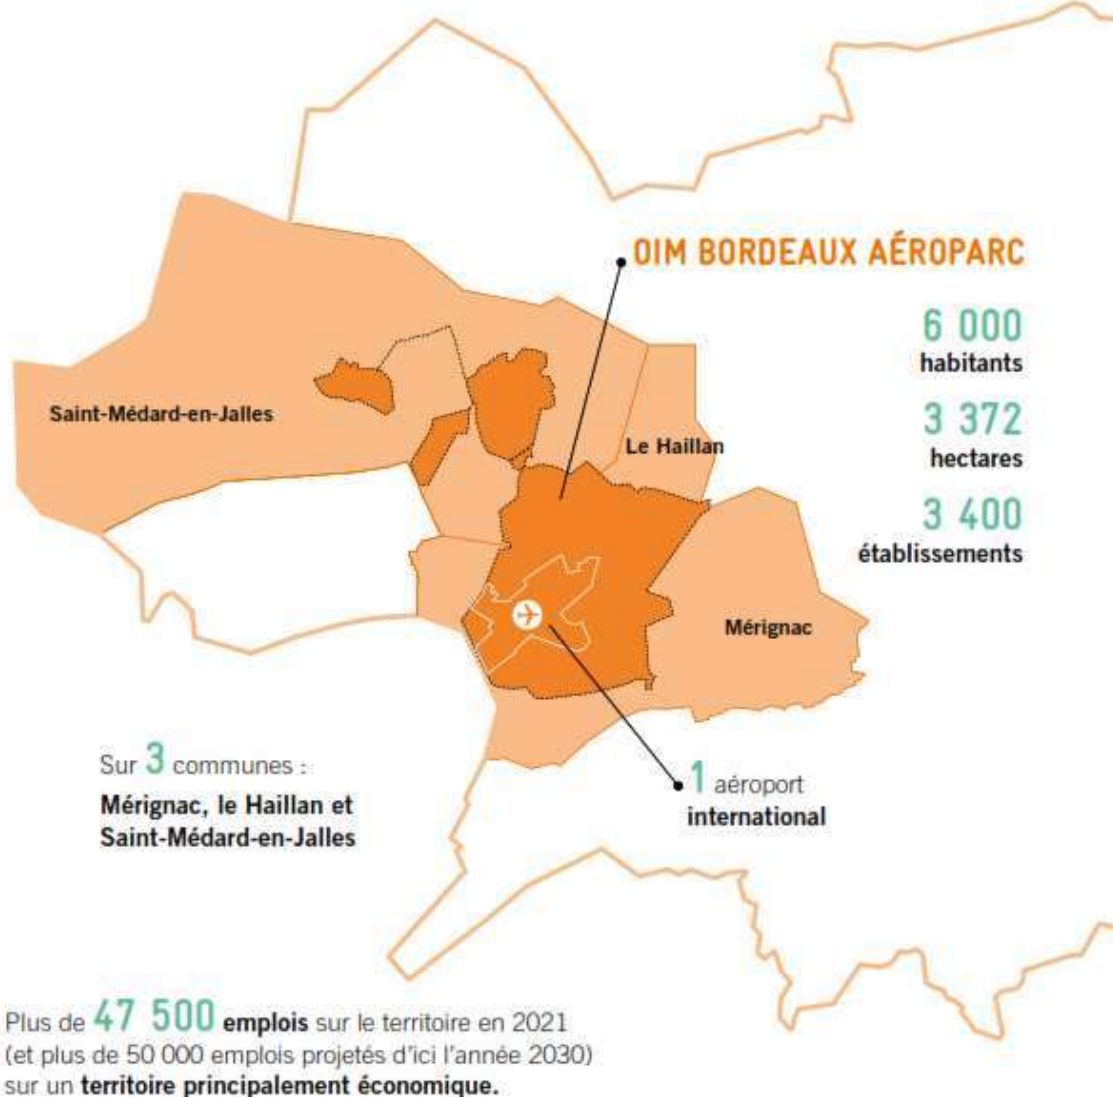 OIM BORDEAUX AÉROPARC
6 000
habitants
3 372
hectares
3 400
établissements
Saint-Médard-en-Jalles
Le Haillan
Mérignac
Sur 3 communes :
Mérignac, le Haillan et
Saint-Médard-en-Jalles
1 aéroport
international
Plus de 47 500 emplois sur le territoire en 2021
(et plus de 50 000 emplois projetés d'ici l'année 2030)
sur un territoire principalement économique.